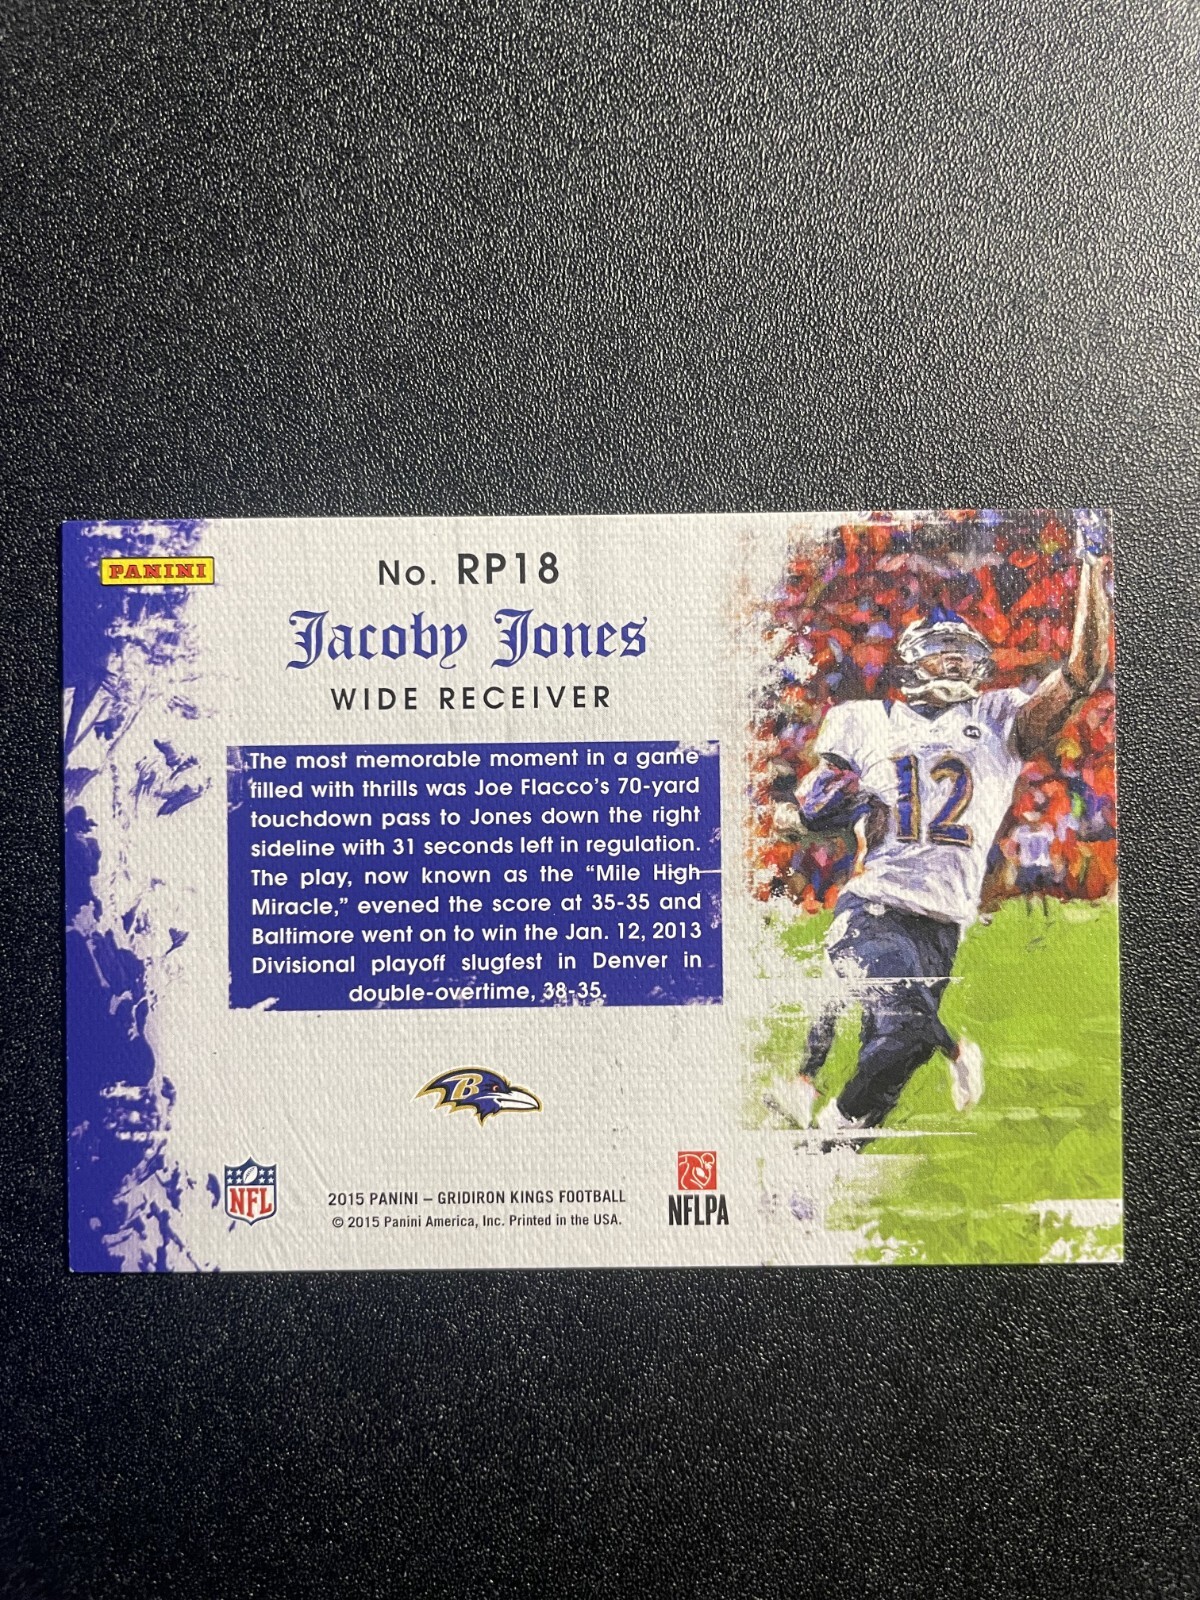 PANINI
No. RP18
Jacoby Jones
WIDE RECEIVER
The most memorable moment in a game
filled with thrills was Joe Flacco's 70-yard
touchdown pass to Jones down the right
sideline with 31 seconds left in regulation.
The play, now known as the “Mile High
Miracle,” evened the score at 35-35 and
Baltimore went on to win the Jan. 12, 2013
Divisional playoff slugfest in Denver in
double-overtime, 38-35.
12
B
NFL
2015 PANINI – GRIDIRON KINGS FOOTBALL
© 2015 Panini America, Inc. Printed in the USA.
NFLPA